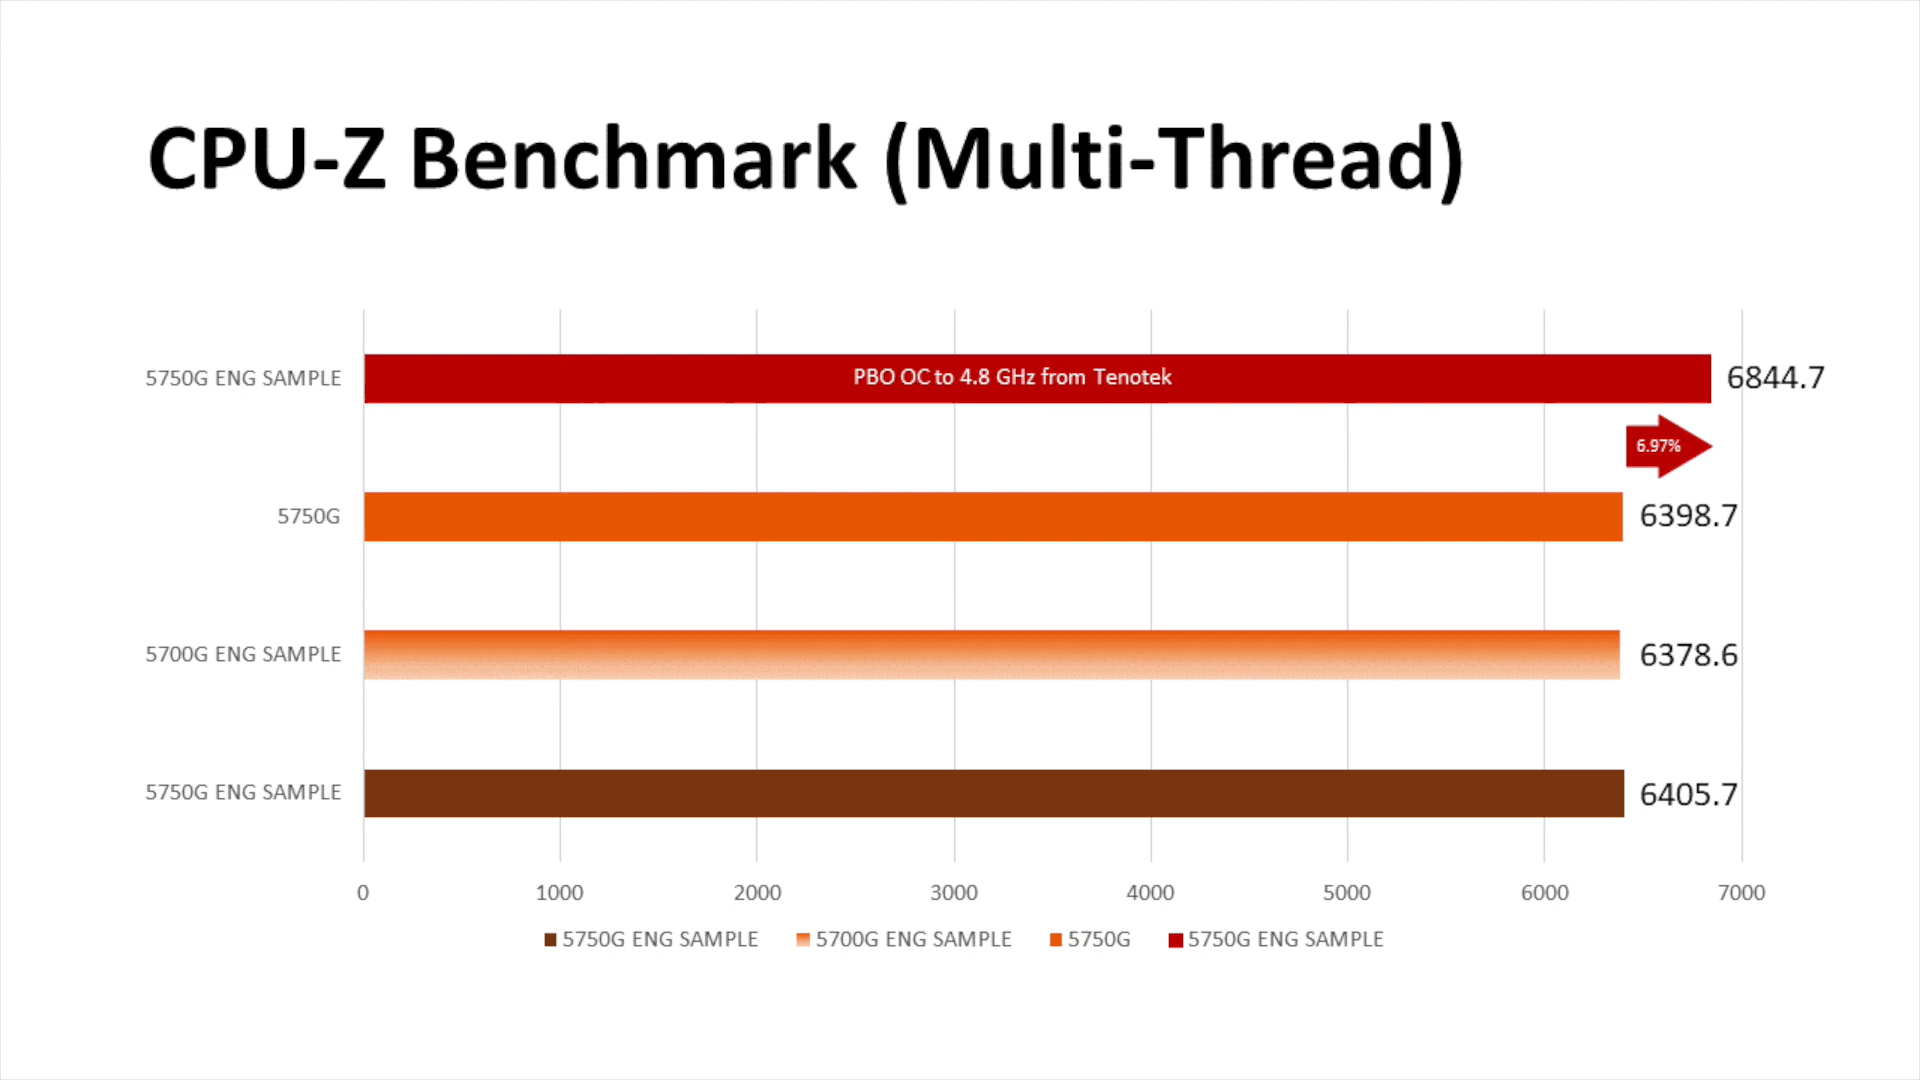 CPU-Z Benchmark (Multi-Thread)
5750G ENG SAMPLE
PBO OC to 4.8 GHz from Tenotek
6844.7
6.97%
5750G
6398.7
5700G ENG SAMPLE
6378.6
5750G ENG SAMPLE
6405.7
0 1000 2000 3000 4000 5000 6000 7000
5750G ENG SAMPLE 5700G ENG SAMPLE 5750G 5750G ENG SAMPLE